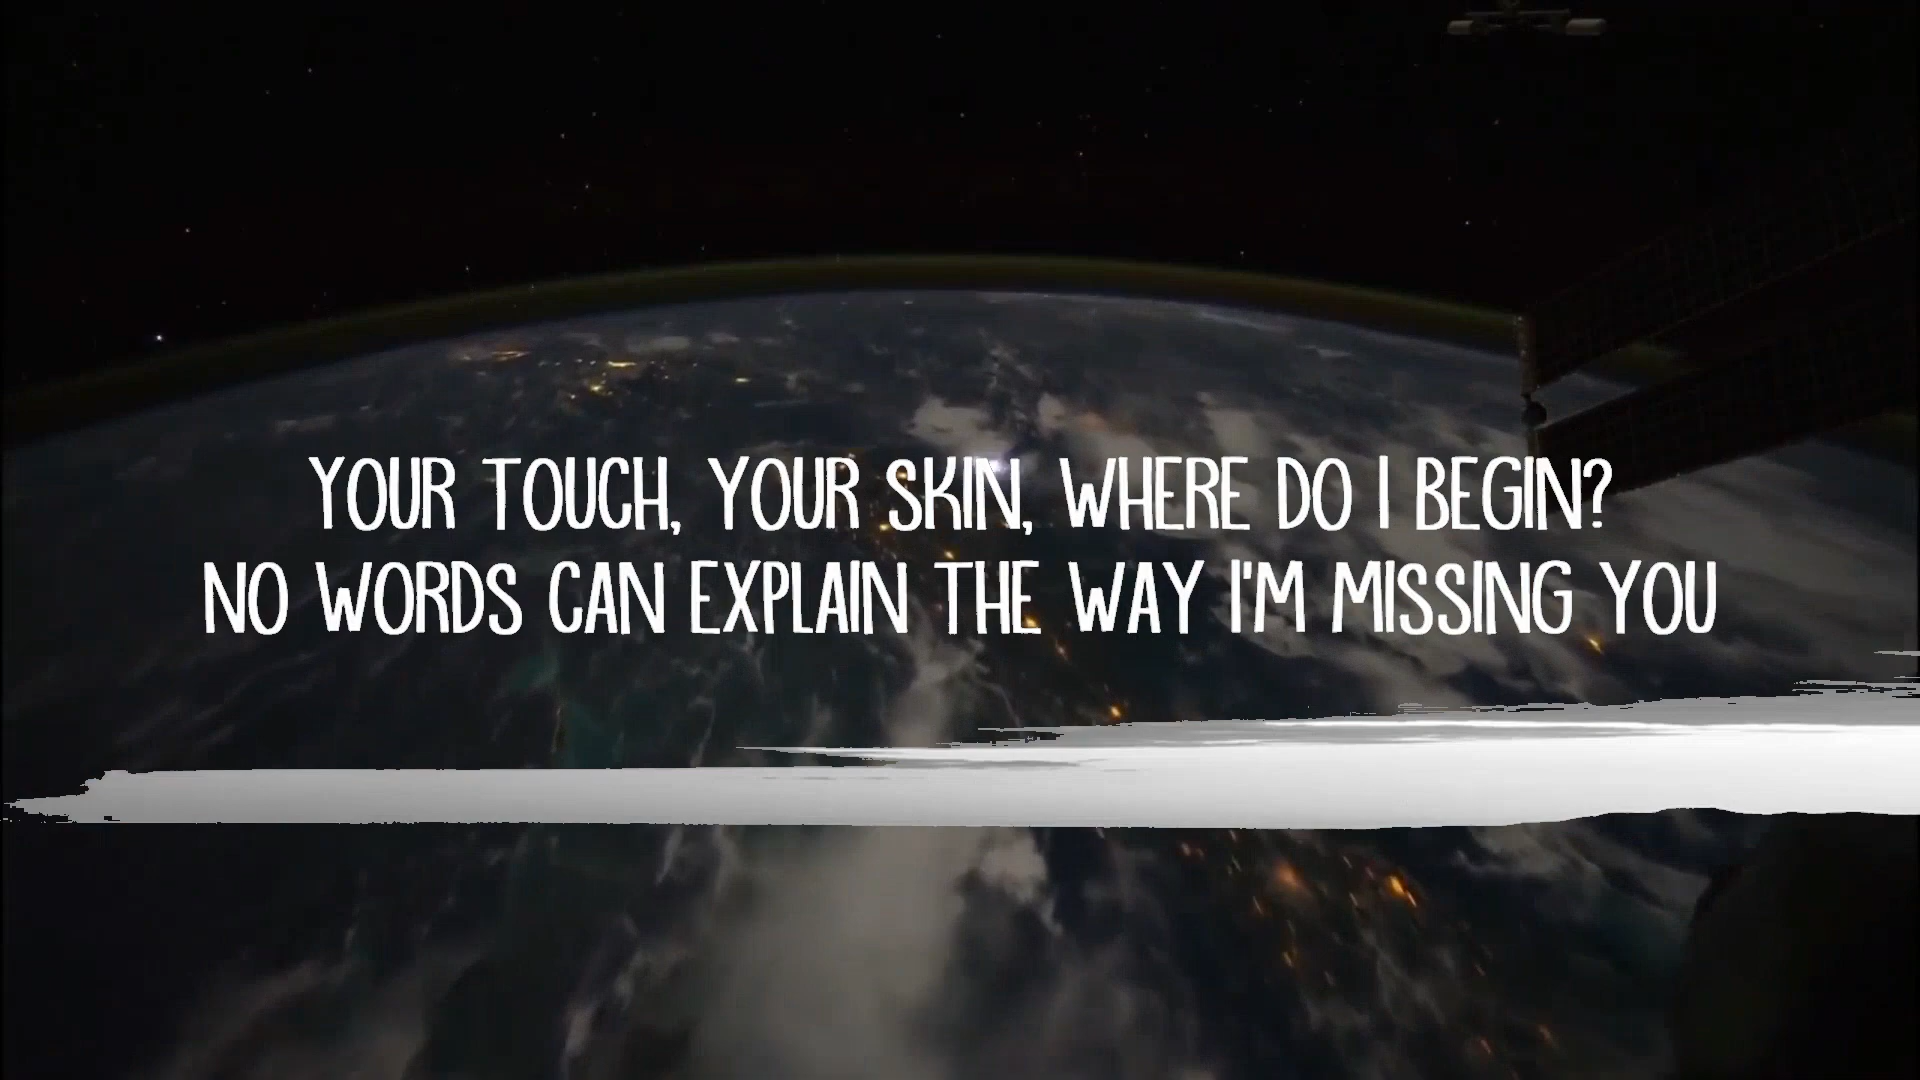 YOUR TOUCH, YOUR SKIN, WHERE DO I BEGIN?
NO WORDS CAN EXPLAIN THE WAY I'M MISSING YOU